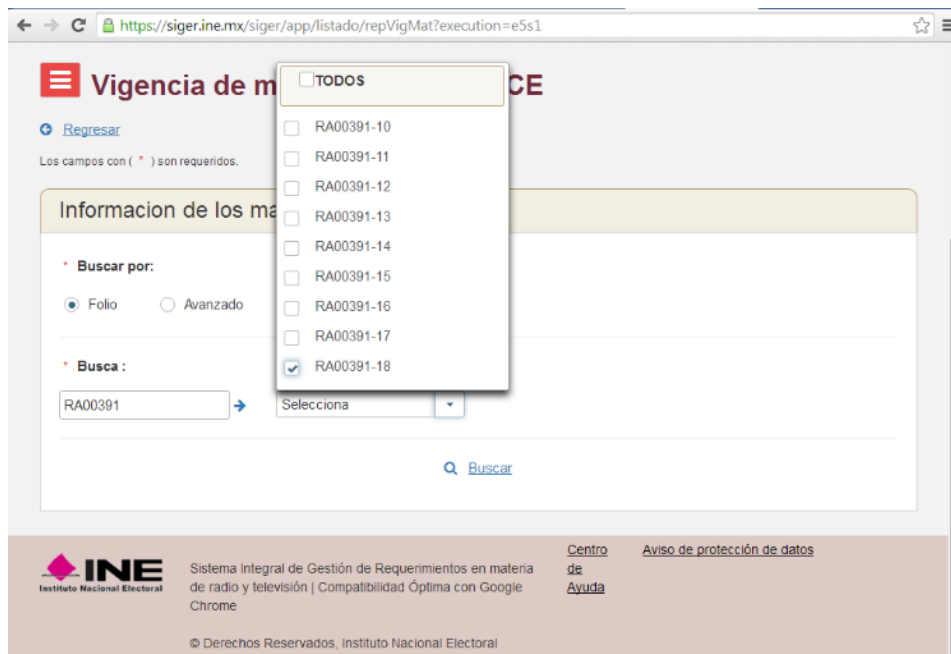 https://siger.ine.mx/siger/app/listado/repVigMat?execution=e5s1
Vigencia de m
CE
Regresar
Los campos con ( * ) son requeridos.
Informacion de los ma
* Buscar por:
Folio
Avanzado
* Busca :
RA00391
Selecciona
TODOS
RA00391-10
RA00391-11
RA00391-12
RA00391-13
RA00391-14
RA00391-15
RA00391-16
RA00391-17
RA00391-18
Buscar
INE
Instituto Nacional Electoral
Sistema Integral de Gestión de Requerimientos en materia
de radio y televisión | Compatibilidad Óptima con Google
Chrome
© Derechos Reservados, Instituto Nacional Electoral
Centro
de
Ayuda
Aviso de protección de datos